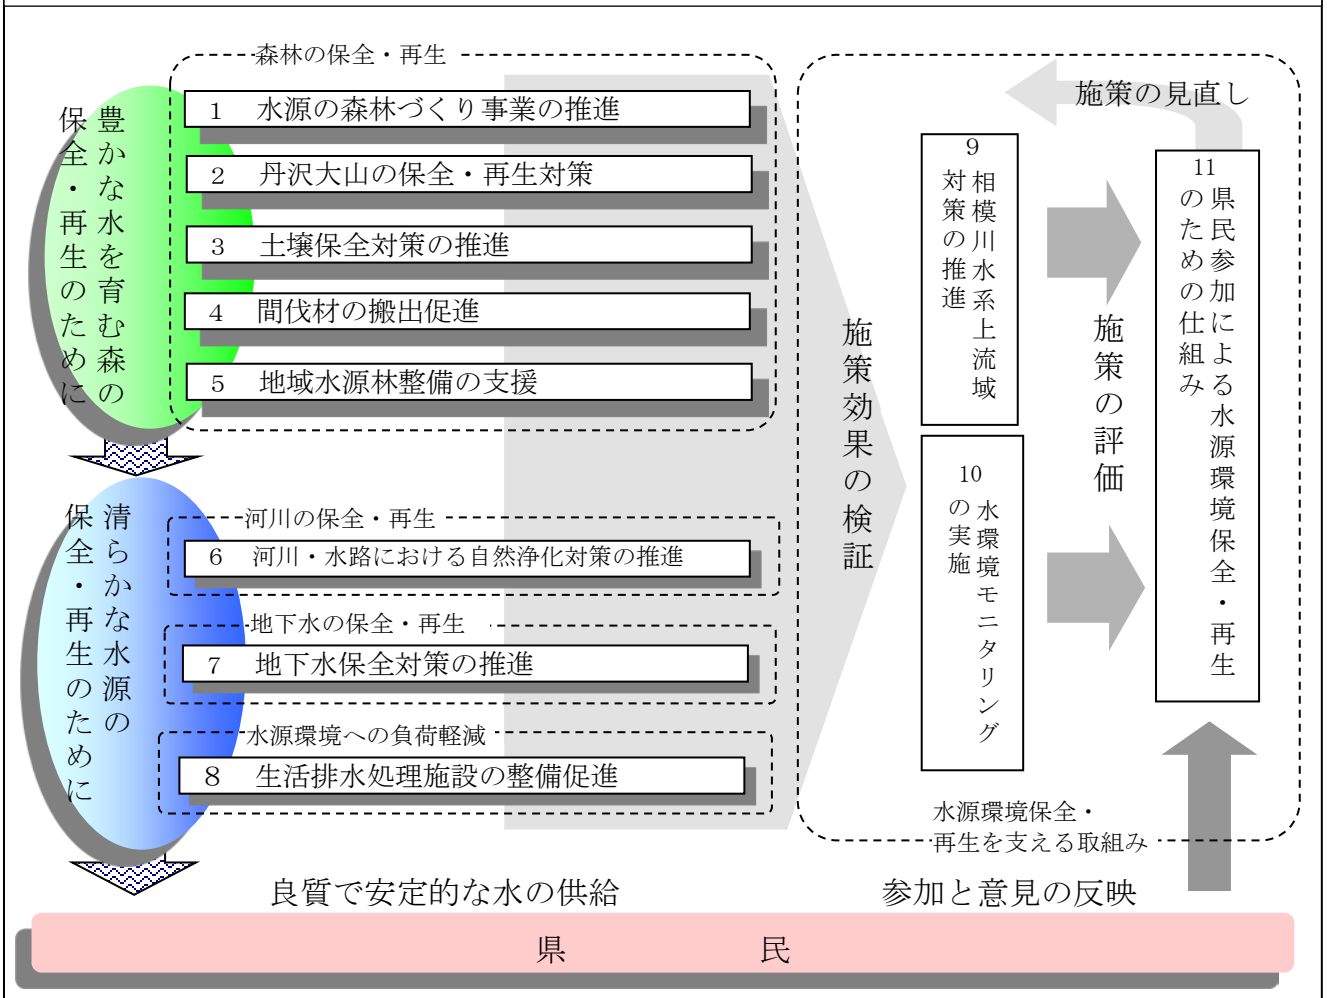 森林の保全・再生
豊かな水を育む森の
保全・再生のために
1 水源の森林づくり事業の推進
2 丹沢大山の保全・再生対策
3 土壌保全対策の推進
4 間伐材の搬出促進
5 地域水源林整備の支援
清らかな水源の
保全・再生のために
河川の保全・再生
6 河川・水路における自然浄化対策の推進
地下水の保全・再生
7 地下水保全対策の推進
水源環境への負荷軽減
8 生活排水処理施設の整備促進
施策効果の検証
9
相模川水系上流域
対策の推進
10
水環境モニタリング
の実施
施策の評価
施策の見直し
11
県民参加による水源環境保全・再生
のための仕組み
水源環境保全・
再生を支える取組み
良質で安定的な水の供給
参加と意見の反映
県民